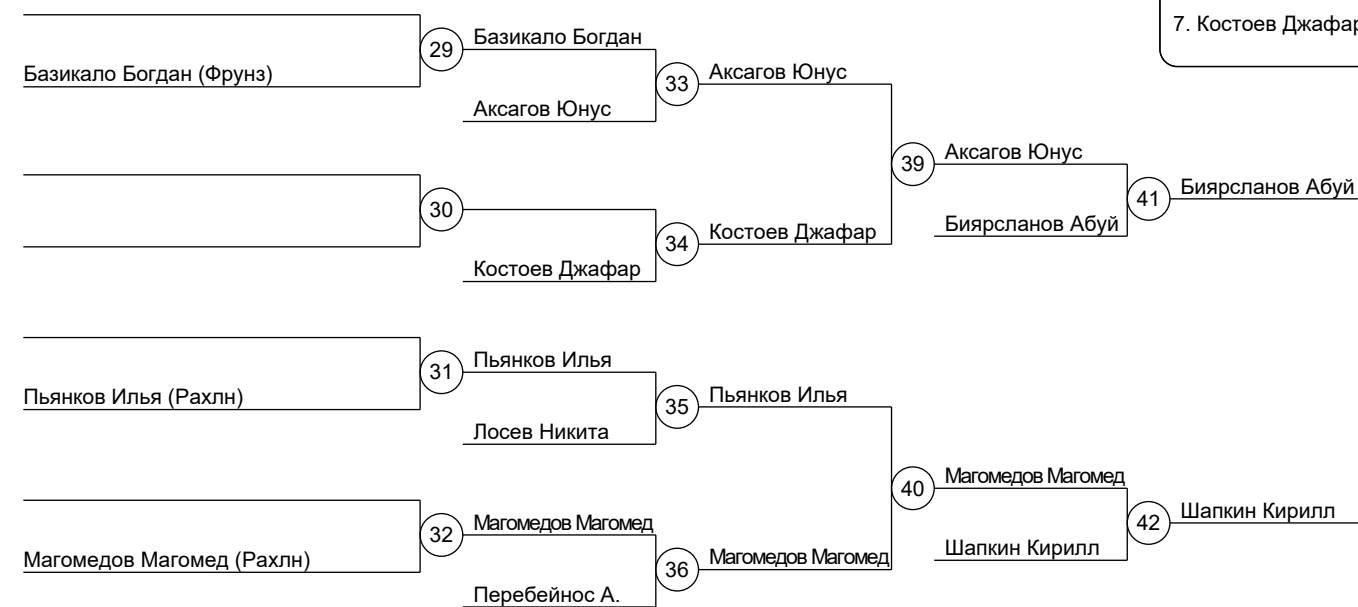 7. Костоев Джафар
29
Базикало Богдан
Базикало Богдан (Фрунз)
33
Аксагов Юнус
Аксагов Юнус
39
Аксагов Юнус
30
41
Биярсланов Абуй
34
Костоев Джафар
Биярсланов Абуй
Костоев Джафар
31
Пьянков Илья
Пьянков Илья (Рахлн)
35
Пьянков Илья
Лосев Никита
40
Магомедов Магомед
32
Магомедов Магомед
42
Шапкин Кирилл
Магомедов Магомед (Рахлн)
36
Магомедов Магомед
Шапкин Кирилл
Перебейнос А.